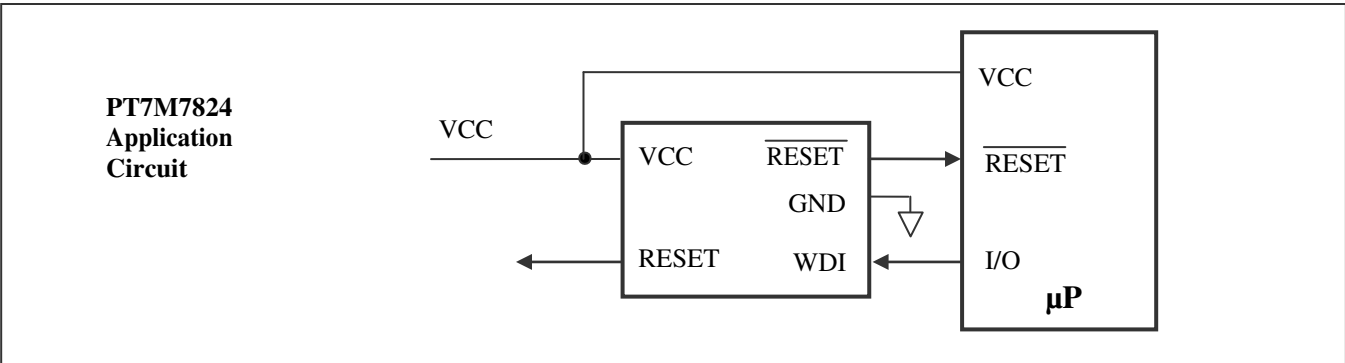 PT7M7824
Application
Circuit
VCC
VCC
RESET
GND
RESET
WDI
VCC
RESET
I/O
µP